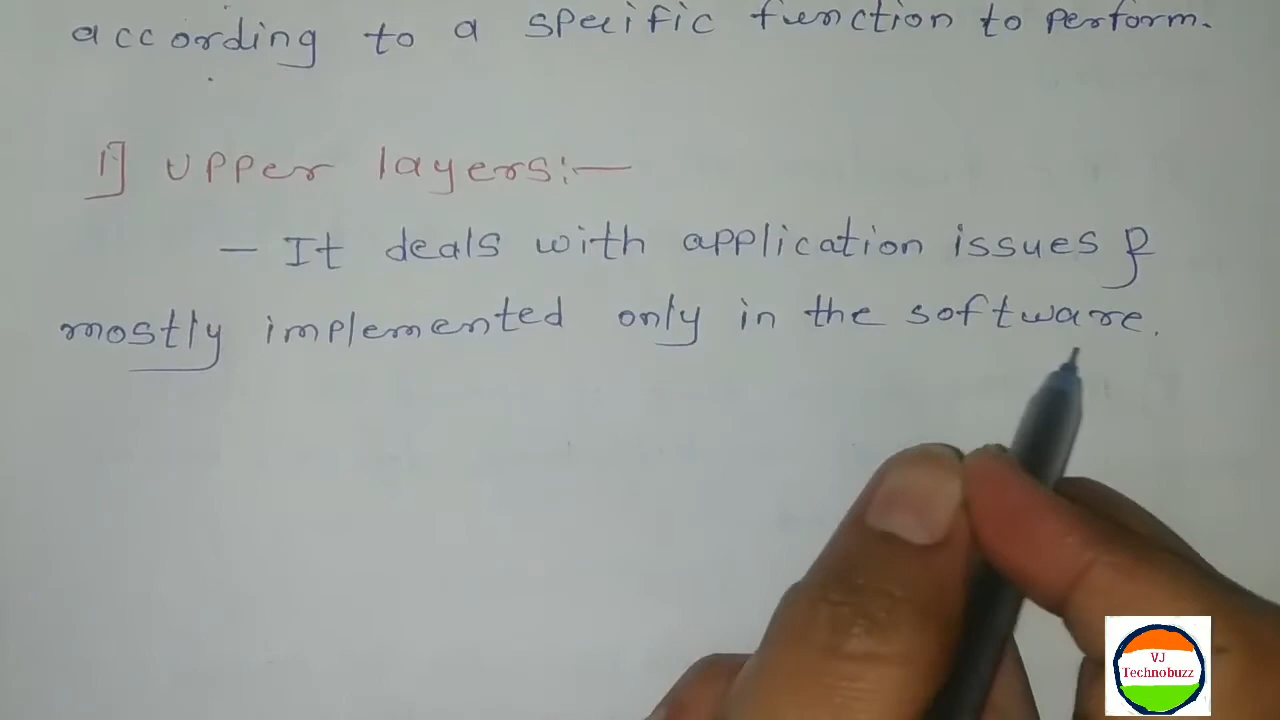 according to a specific function to perform.
1] Upper layers:—
— It deals with application issues &
mostly implemented only in the software.
VJ
Technobuzz